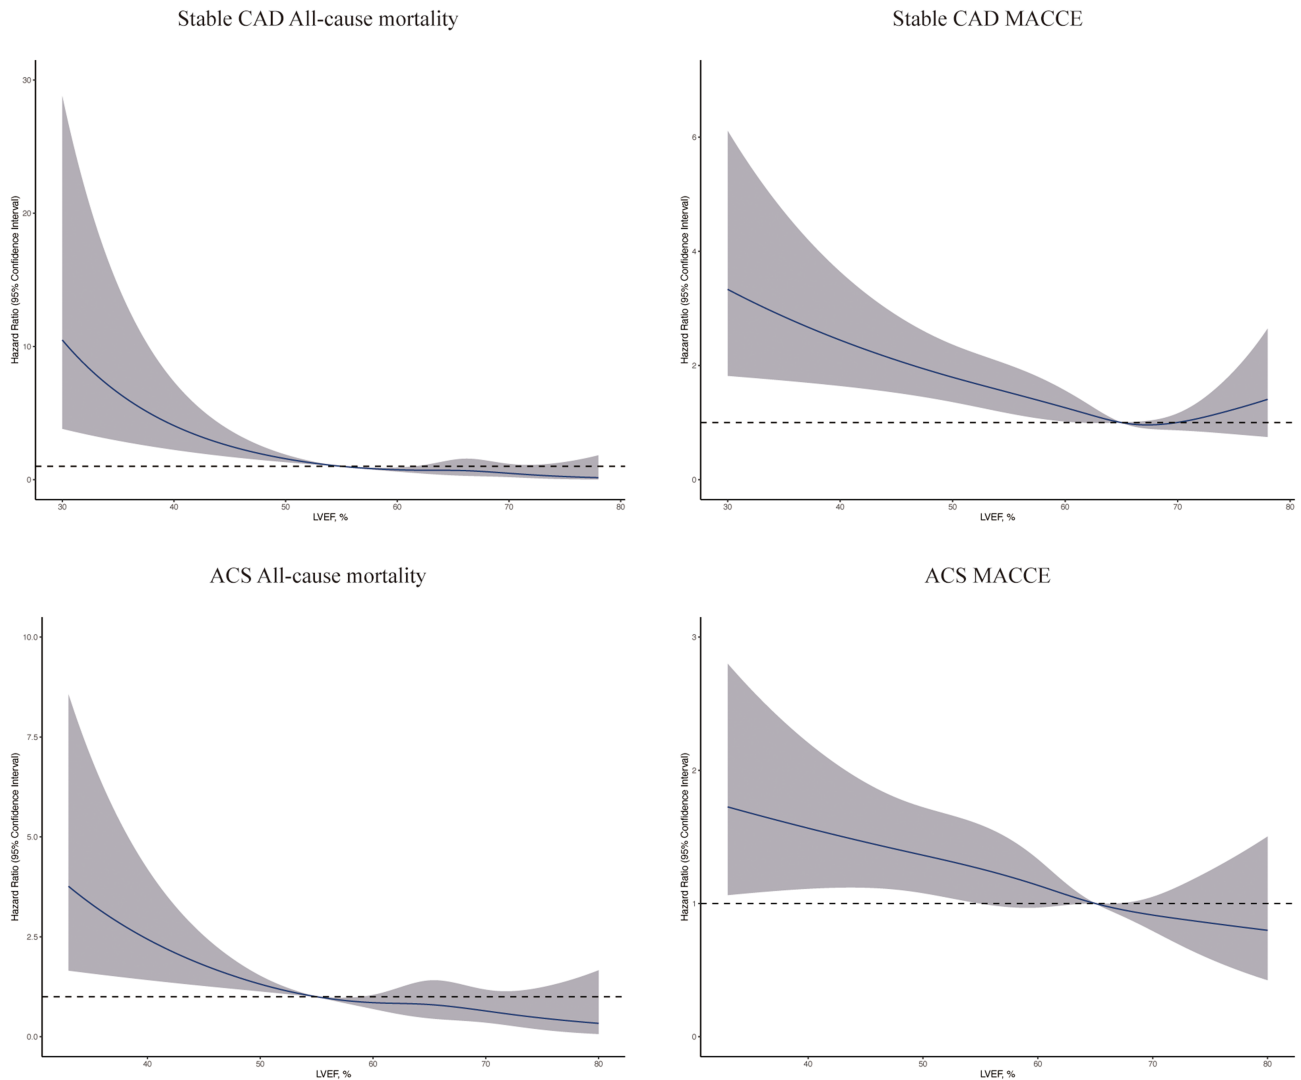 Stable CAD All-cause mortality
Hazard Ratio (95% Confidence Interval)
30
20
10
0
30 40 50 60 70 80
LVEF, %
Stable CAD MACCE
Hazard Ratio (95% Confidence Interval)
6
4
2
0
30 40 50 60 70 80
LVEF, %
ACS All-cause mortality
Hazard Ratio (95% Confidence Interval)
10.0
7.5
5.0
2.5
0.0
40 50 60 70 80
LVEF, %
ACS MACCE
Hazard Ratio (95% Confidence Interval)
3
2
1
0
40 50 60 70 80
LVEF, %